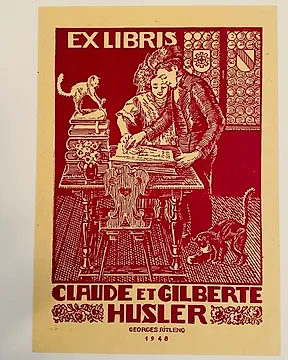 EX LIBRIS
CLAUDE ET GILBERTE
HUSLER
GEORGES RITLENG
1948